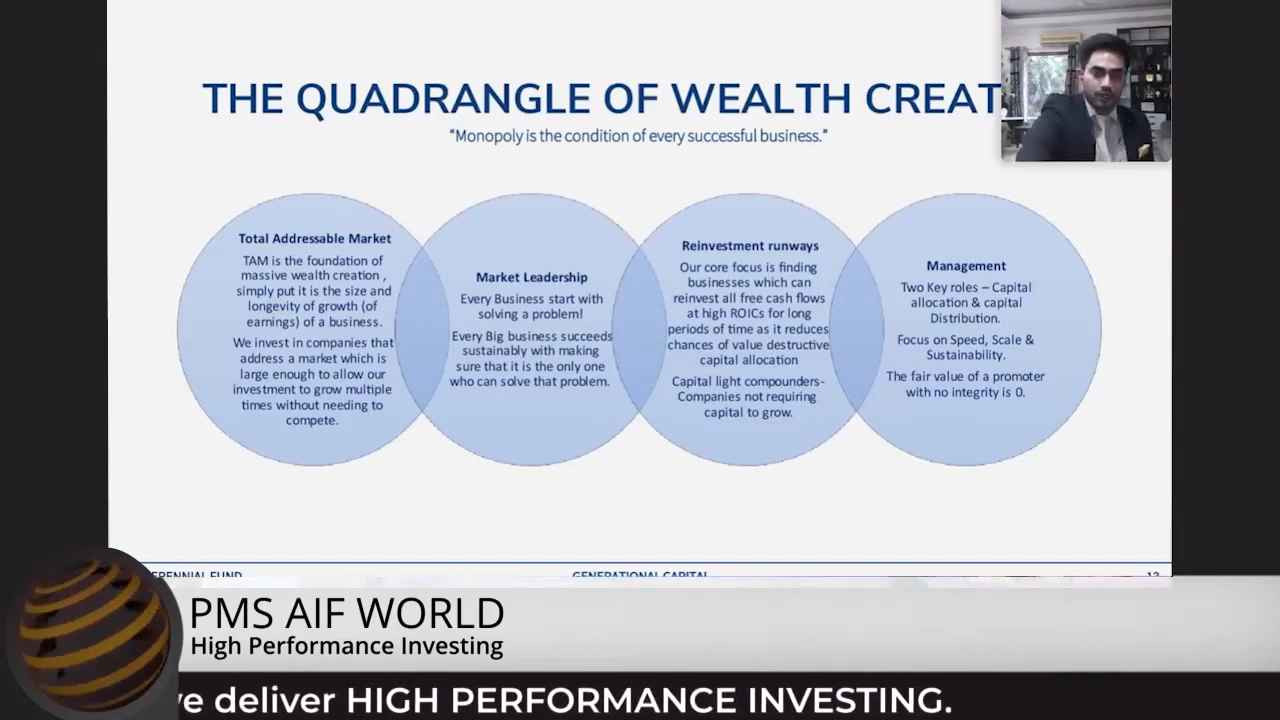 THE QUADRANGLE OF WEALTH CREAT
“Monopoly is the condition of every successful business.”
Total Addressable Market
TAM is the foundation of
massive wealth creation ,
simply put it is the size and
longevity of growth (of
earnings) of a business.
We invest in companies that
address a market which is
large enough to allow our
investment to grow multiple
times without needing to
compete.
Market Leadership
Every Business start with
solving a problem!
Every Big business succeeds
sustainably with making
sure that it is the only one
who can solve that problem.
Reinvestment runways
Our core focus is finding
businesses which can
reinvest all free cash flows
at high ROICs for long
periods of time as it reduces
chances of value destructive
capital allocation
Capital light compounders-
Companies not requiring
capital to grow.
Management
Two Key roles – Capital
allocation & capital
Distribution.
Focus on Speed, Scale &
Sustainability.
The fair value of a promoter
with no integrity is 0.
ERENNIAL FUND
GENERATIONAL CAPITAL
PMS AIF WORLD
High Performance Investing
we deliver HIGH PERFORMANCE INVESTING.